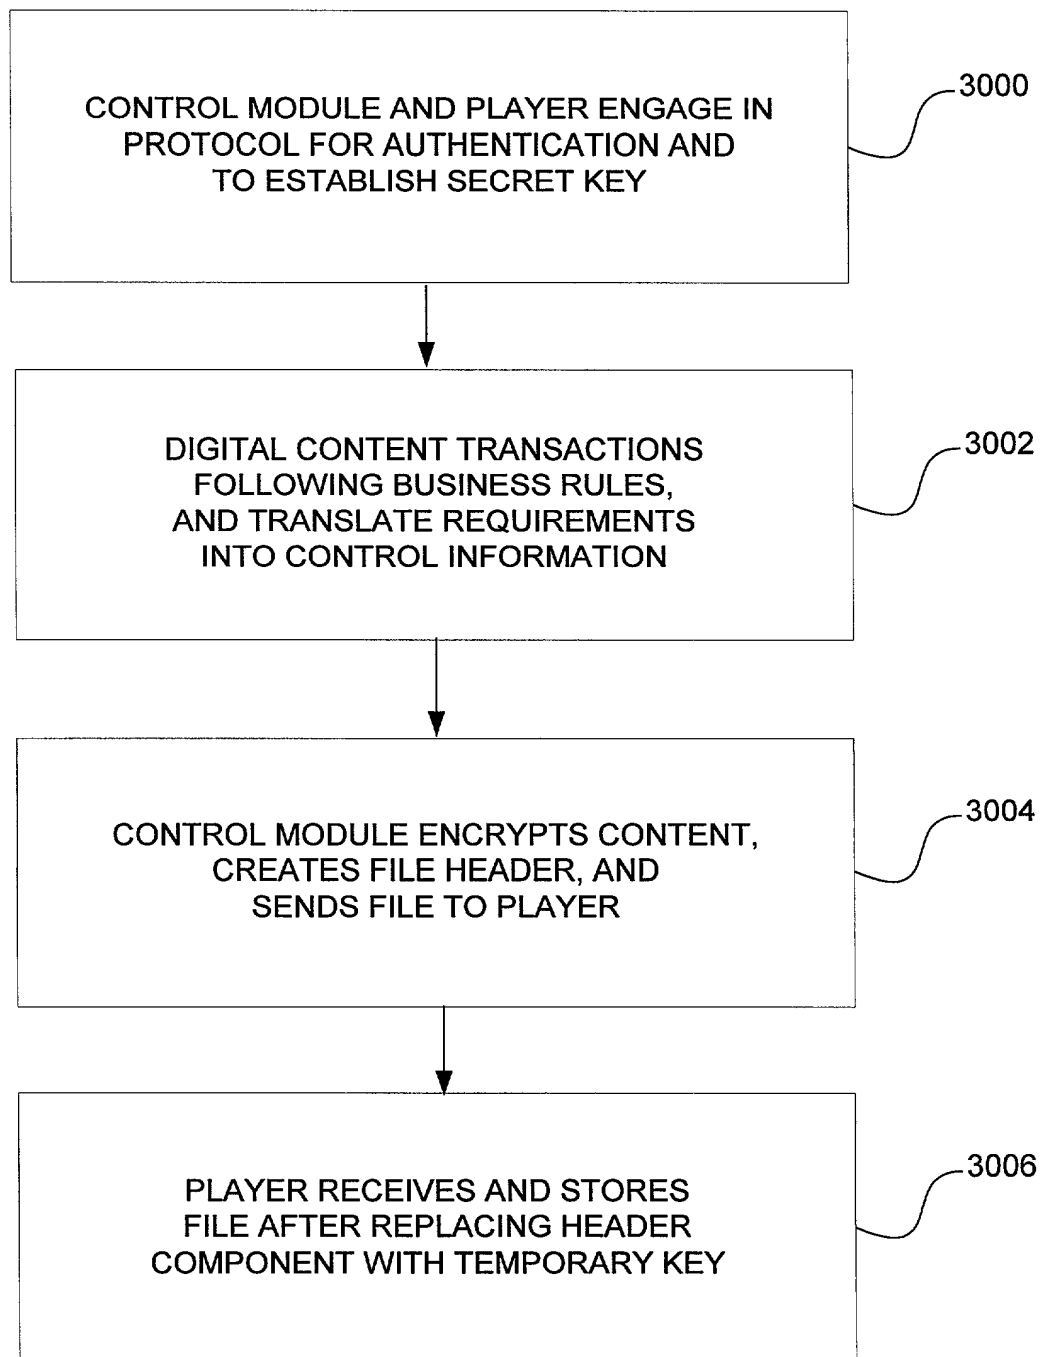 CONTROL MODULE AND PLAYER ENGAGE IN
PROTOCOL FOR AUTHENTICATION AND
TO ESTABLISH SECRET KEY
3000
DIGITAL CONTENT TRANSACTIONS
FOLLOWING BUSINESS RULES,
AND TRANSLATE REQUIREMENTS
INTO CONTROL INFORMATION
3002
CONTROL MODULE ENCRYPTS CONTENT,
CREATES FILE HEADER, AND
SENDS FILE TO PLAYER
3004
PLAYER RECEIVES AND STORES
FILE AFTER REPLACING HEADER
COMPONENT WITH TEMPORARY KEY
3006